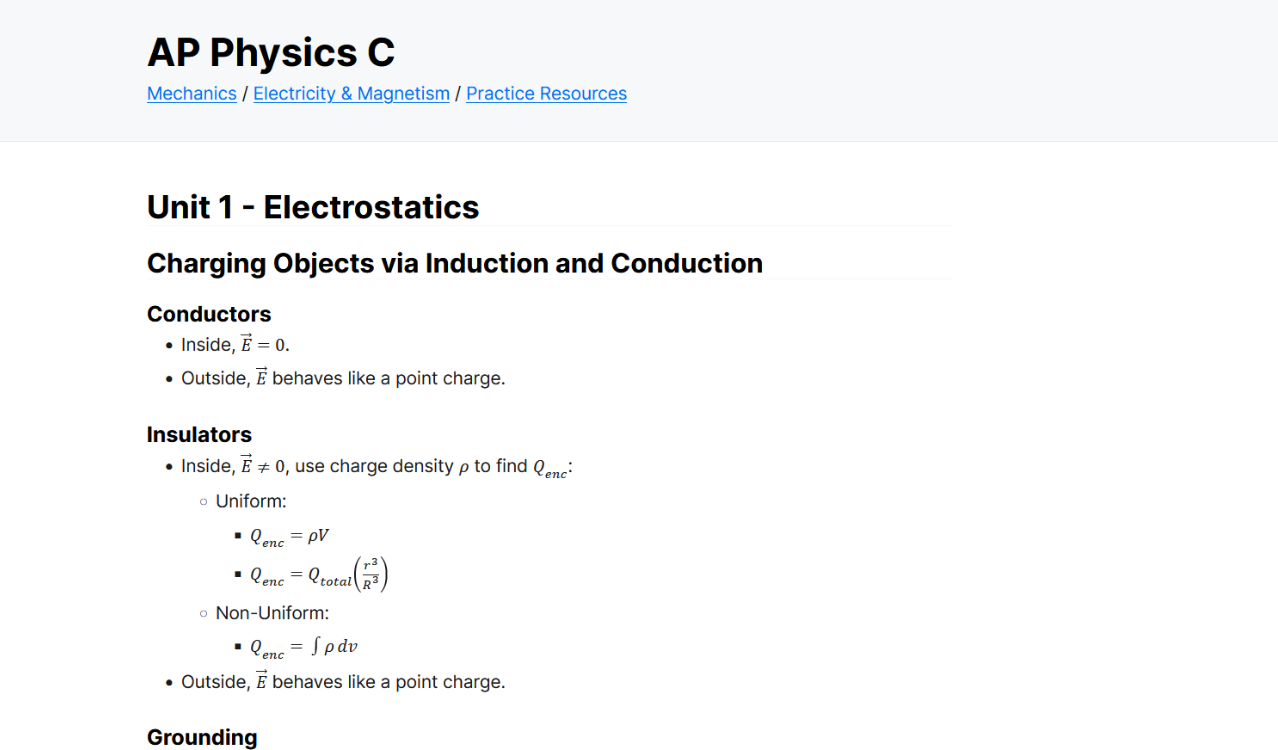 AP Physics C
Mechanics / Electricity & Magnetism / Practice Resources
Unit 1 - Electrostatics
Charging Objects via Induction and Conduction
Conductors
• Inside, $\vec{E} = 0$.
• Outside, $\vec{E}$ behaves like a point charge.
Insulators
• Inside, $\vec{E} \neq 0$, use charge density $\rho$ to find $Q_{enc}$:
◦ Uniform:
▪ $Q_{enc} = \rho V$
▪ $Q_{enc} = Q_{total}\left(\frac{r^3}{R^3}\right)$
◦ Non-Uniform:
▪ $Q_{enc} = \int \rho \, dv$
• Outside, $\vec{E}$ behaves like a point charge.
Grounding